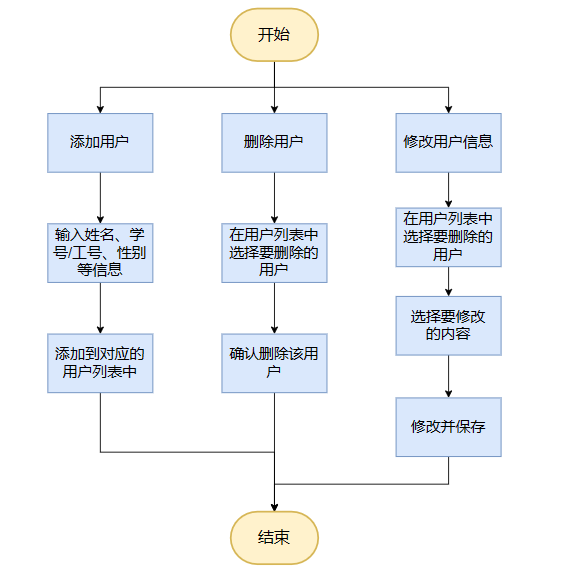 开始
添加用户
删除用户
修改用户信息
输入姓名、学
号/工号、性别
等信息
在用户列表中
选择要删除的
用户
在用户列表中
选择要删除的
用户
选择要修改
的内容
添加到对应的
用户列表中
确认删除该用
户
修改并保存
结束